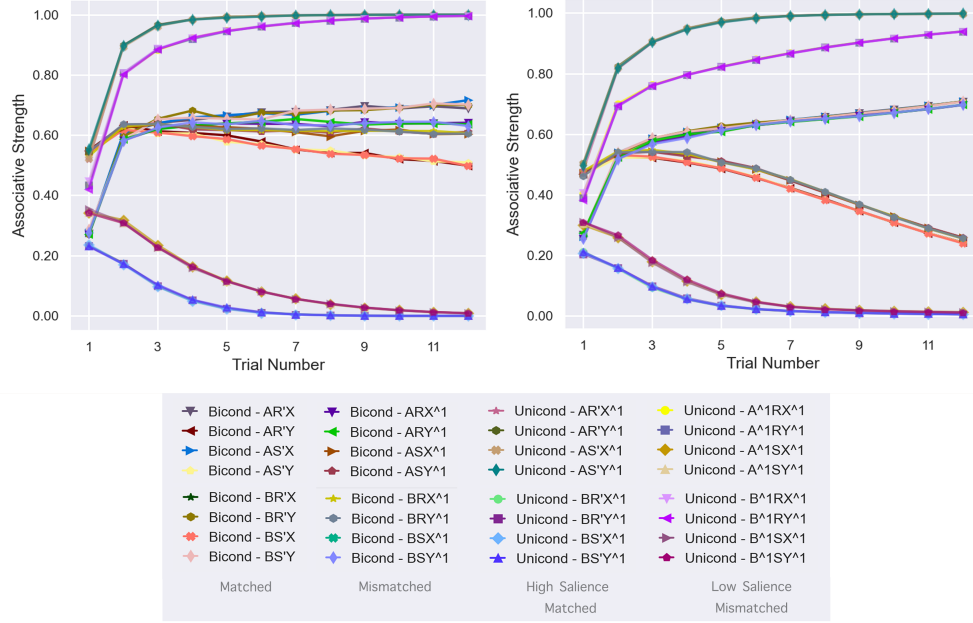 1.00
0.80
0.60
0.40
0.20
0.00
Associative Strength
1 3 5 7 9 11
Trial Number
1.00
0.80
0.60
0.40
0.20
0.00
Associative Strength
1 3 5 7 9 11
Trial Number
Bicond - AR'X
Bicond - AR'Y
Bicond - AS'X
Bicond - AS'Y
Bicond - BR'X
Bicond - BR'Y
Bicond - BS'X
Bicond - BS'Y
Matched
Bicond - ARX^1
Bicond - ARY^1
Bicond - ASX^1
Bicond - ASY^1
Bicond - BRX^1
Bicond - BRY^1
Bicond - BSX^1
Bicond - BSY^1
Mismatched
Unicond - AR'X^1
Unicond - AR'Y^1
Unicond - AS'X^1
Unicond - AS'Y^1
Unicond - BR'X^1
Unicond - BR'Y^1
Unicond - BS'X^1
Unicond - BS'Y^1
High Salience
Matched
Unicond - A^1RX^1
Unicond - A^1RY^1
Unicond - A^1SX^1
Unicond - A^1SY^1
Unicond - B^1RX^1
Unicond - B^1RY^1
Unicond - B^1SX^1
Unicond - B^1SY^1
Low Salience
Mismatched